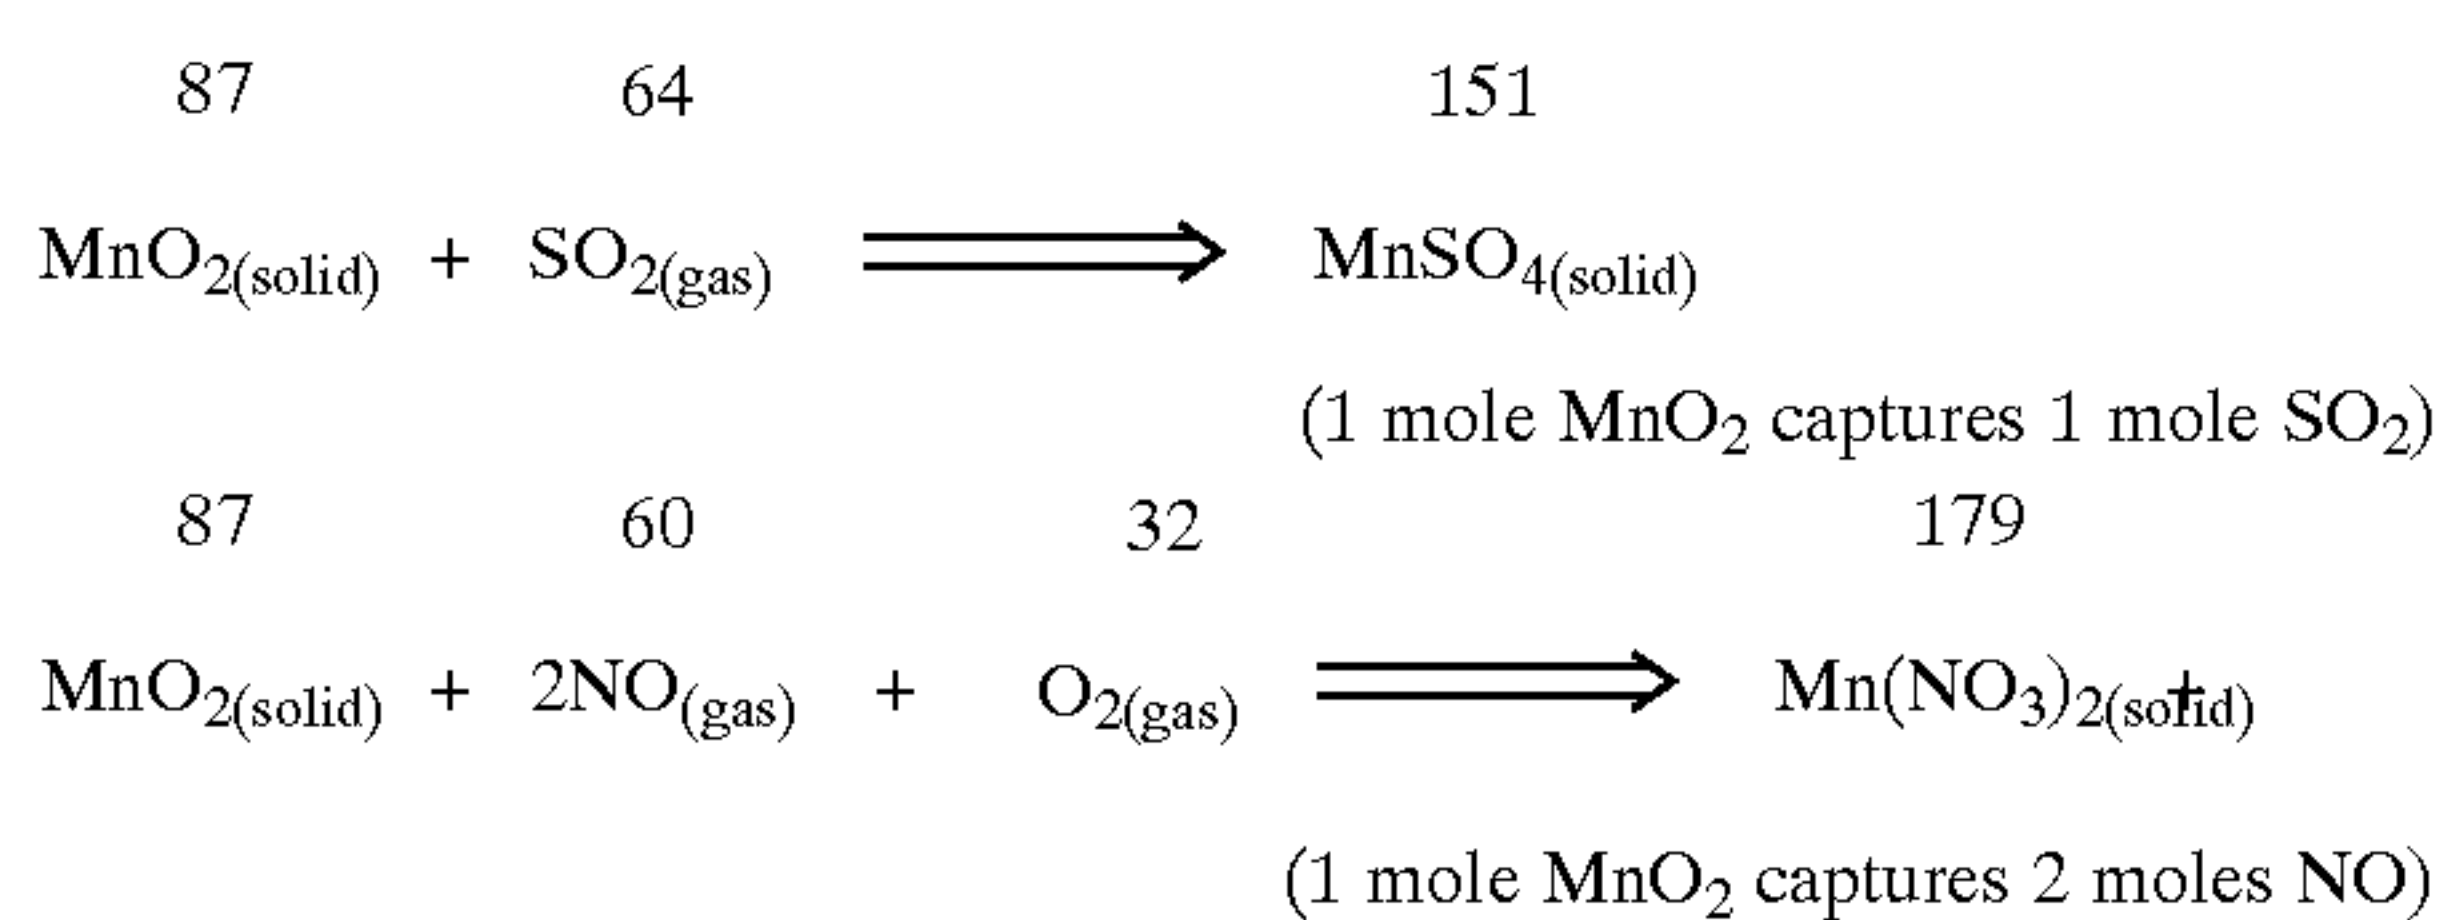 87 64 151
MnO2(solid) + SO2(gas) ⟹ MnSO4(solid)
(1 mole MnO2 captures 1 mole SO2)
87 60 32 179
MnO2(solid) + 2NO(gas) + O2(gas) ⟹ Mn(NO3)2(solid) +
(1 mole MnO2 captures 2 moles NO)